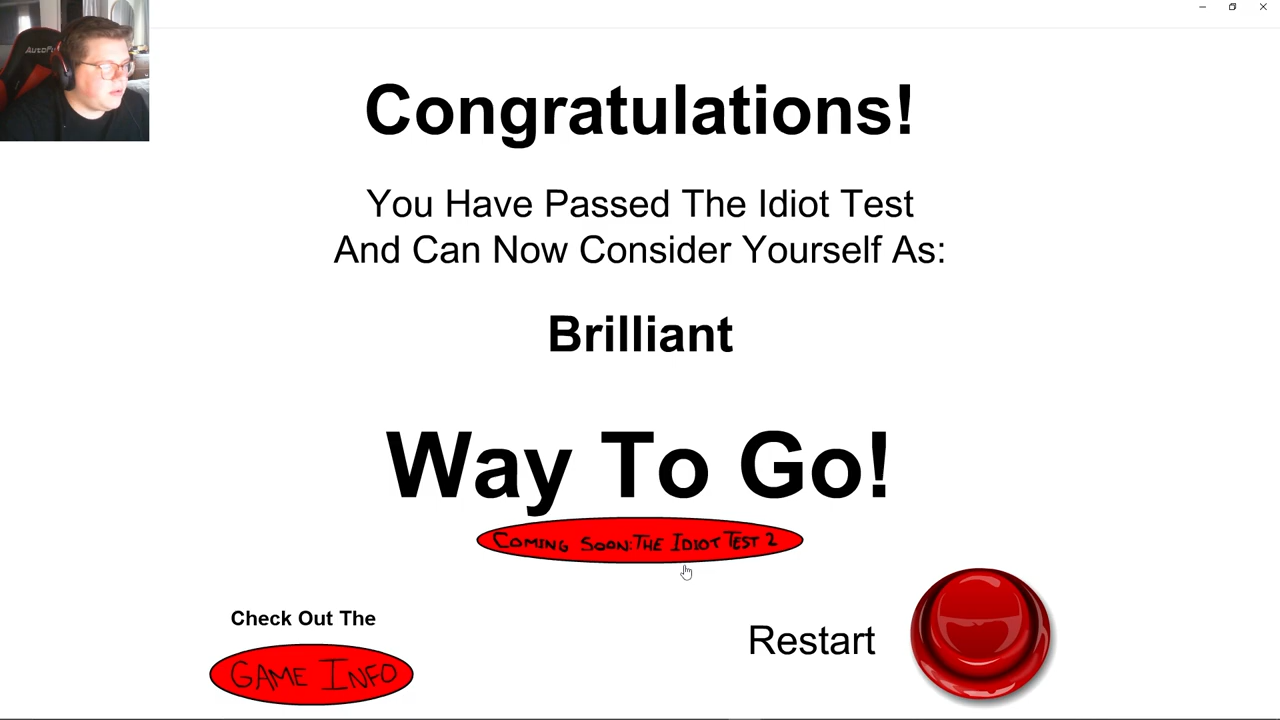 Congratulations!
You Have Passed The Idiot Test
And Can Now Consider Yourself As:
Brilliant
Way To Go!
COMING SOON:THE IDIOT TEST 2
Check Out The
GAME INFO
Restart